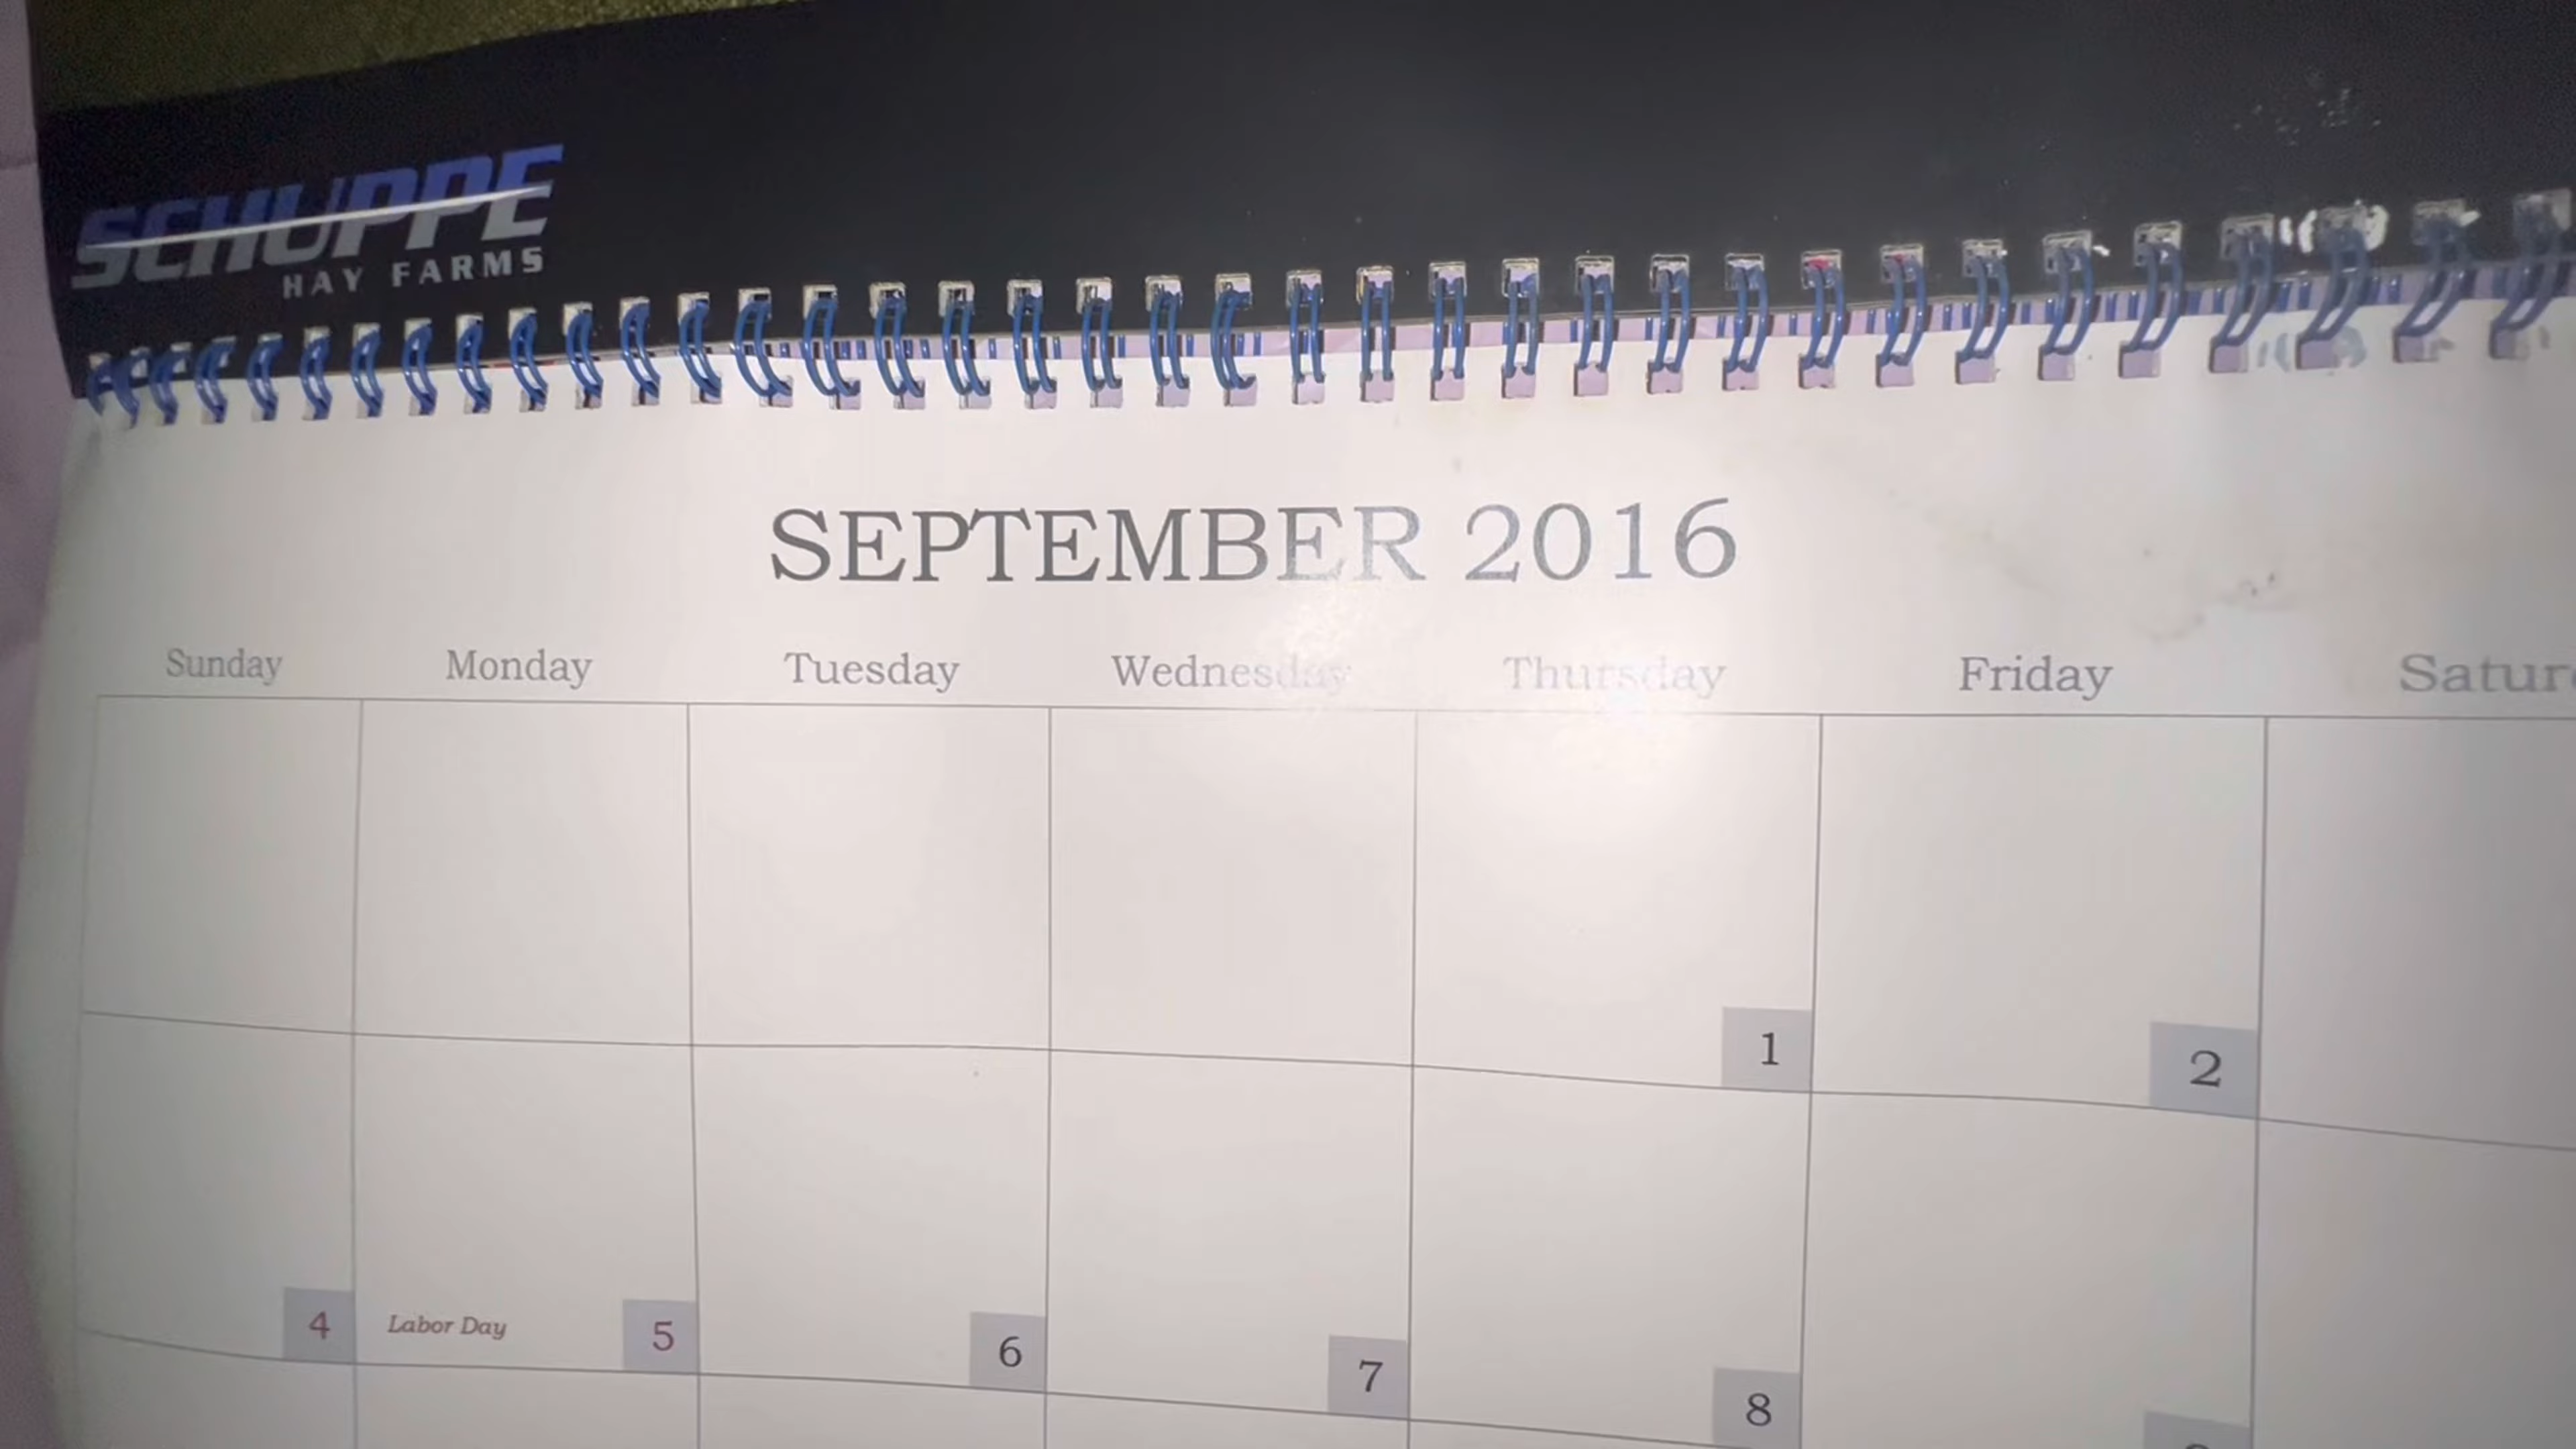 SCHUPPE
HAY FARMS
SEPTEMBER 2016
Sunday Monday Tuesday Wednesday Thursday Friday
1 2
4 Labor Day 5 6 7 8